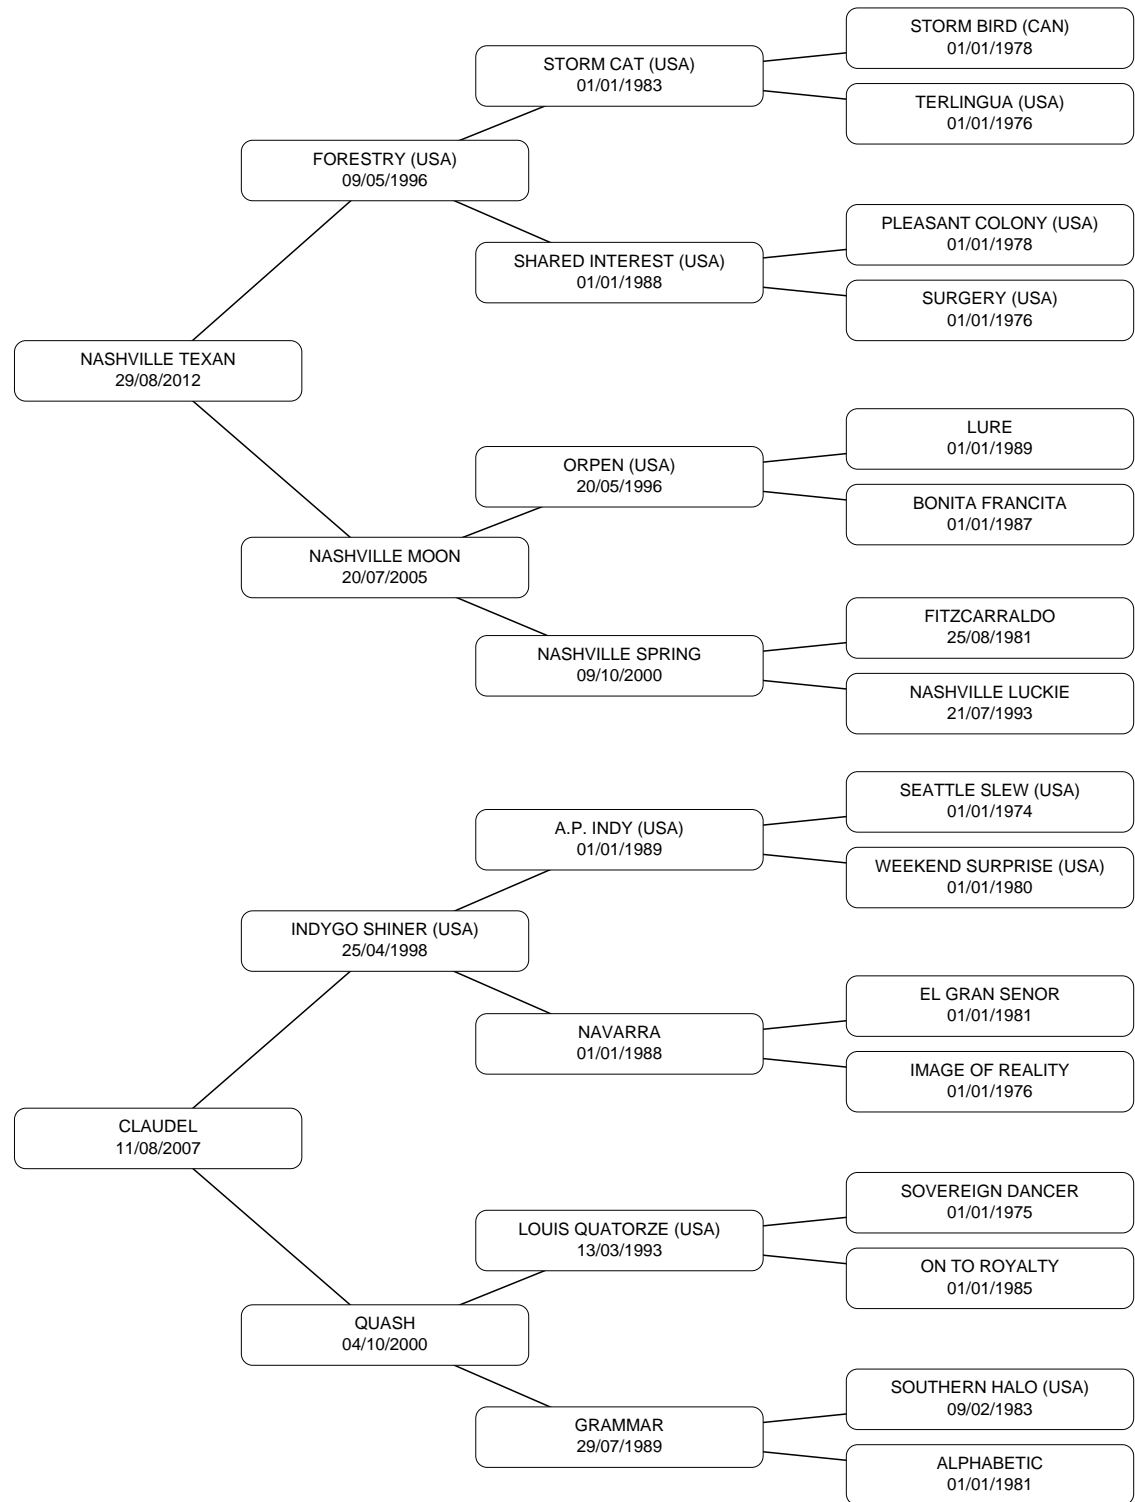 STORM BIRD (CAN)
01/01/1978
STORM CAT (USA)
01/01/1983
TERLINGUA (USA)
01/01/1976
FORESTRY (USA)
09/05/1996
PLEASANT COLONY (USA)
01/01/1978
SHARED INTEREST (USA)
01/01/1988
SURGERY (USA)
01/01/1976
NASHVILLE TEXAN
29/08/2012
LURE
01/01/1989
ORPEN (USA)
20/05/1996
BONITA FRANCITA
01/01/1987
NASHVILLE MOON
20/07/2005
FITZCARRALDO
25/08/1981
NASHVILLE SPRING
09/10/2000
NASHVILLE LUCKIE
21/07/1993
SEATTLE SLEW (USA)
01/01/1974
A.P. INDY (USA)
01/01/1989
WEEKEND SURPRISE (USA)
01/01/1980
INDYGO SHINER (USA)
25/04/1998
EL GRAN SENOR
01/01/1981
NAVARRA
01/01/1988
IMAGE OF REALITY
01/01/1976
CLAUDEL
11/08/2007
SOVEREIGN DANCER
01/01/1975
LOUIS QUATORZE (USA)
13/03/1993
ON TO ROYALTY
01/01/1985
QUASH
04/10/2000
SOUTHERN HALO (USA)
09/02/1983
GRAMMAR
29/07/1989
ALPHABETIC
01/01/1981